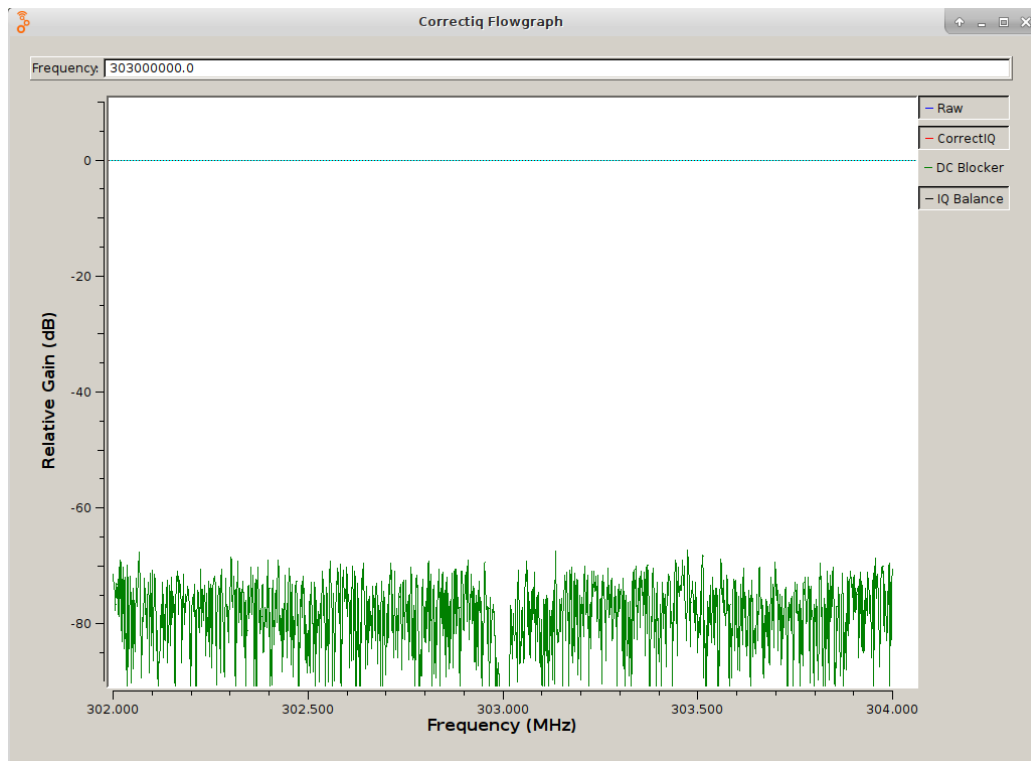 Correctiq Flowgraph
Frequency: 303000000.0
Raw
CorrectIQ
DC Blocker
IQ Balance
0
-20
-40
-60
-80
Relative Gain (dB)
302.000 302.500 303.000 303.500 304.000
Frequency (MHz)